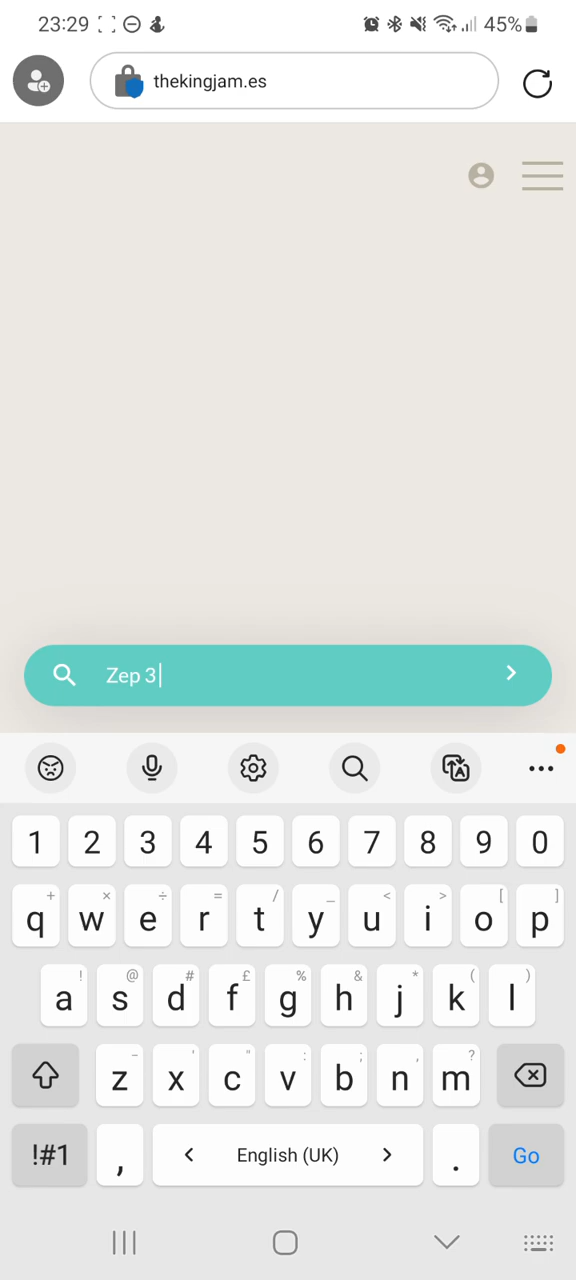 23:29 45%
thekingjam.es
Zep 3
1 2 3 4 5 6 7 8 9 0
+ × ÷ = / _ < > [ ]
q w e r t y u i o p
! @ # £ % & * ( )
a s d f g h j k l
- ' " : ; , ?
z x c v b n m
!#1 , < English (UK) > . Go